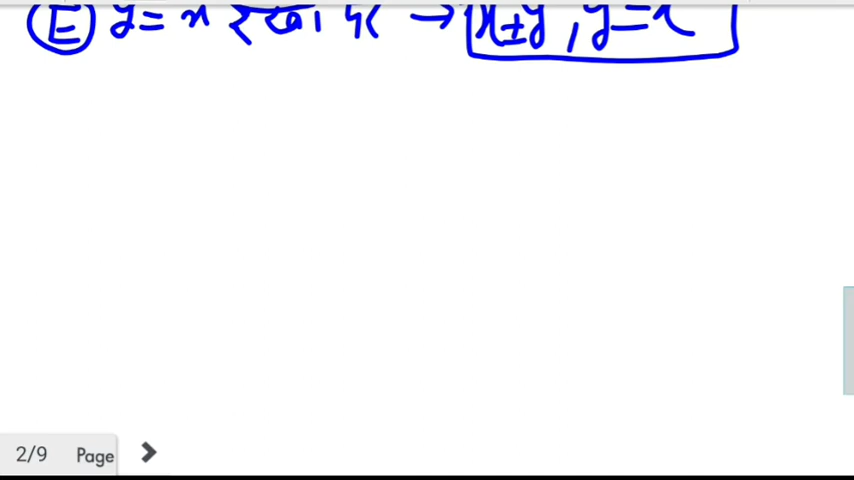 (E) y = x रेखा पर → x = y, y = x
2/9 Page